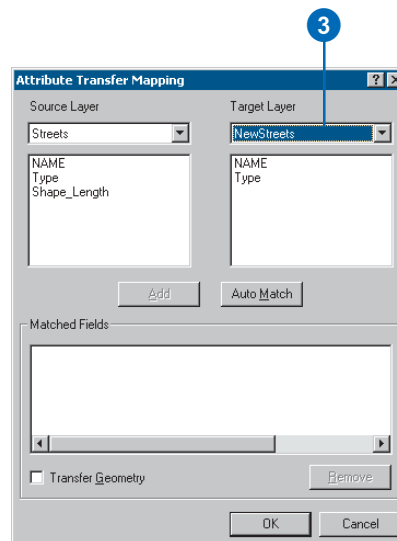 3
Attribute Transfer Mapping
Source Layer
Target Layer
Streets
NewStreets
NAME
Type
Shape_Length
NAME
Type
Add
Auto Match
Matched Fields
Transfer Geometry
Remove
OK
Cancel